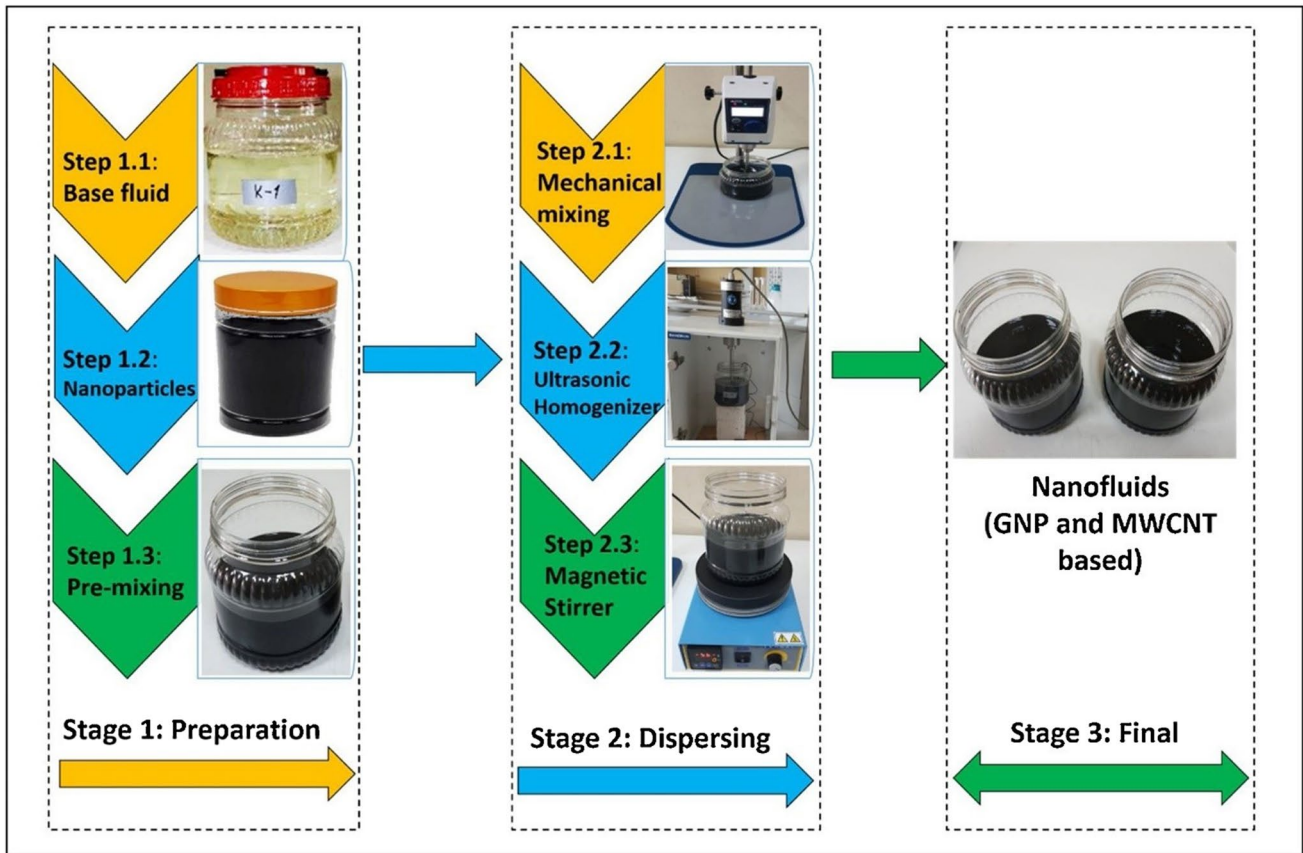 Step 1.1:
Base fluid
K-1
Step 1.2:
Nanoparticles
Step 1.3:
Pre-mixing
Stage 1: Preparation
Step 2.1:
Mechanical
mixing
Step 2.2:
Ultrasonic
Homogenizer
Step 2.3:
Magnetic
Stirrer
Stage 2: Dispersing
Nanofluids
(GNP and MWCNT
based)
Stage 3: Final